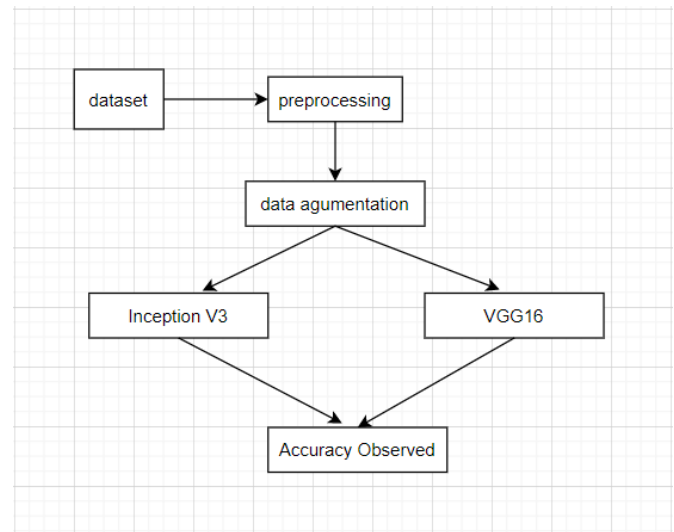 dataset
preprocessing
data agumentation
Inception V3
VGG16
Accuracy Observed